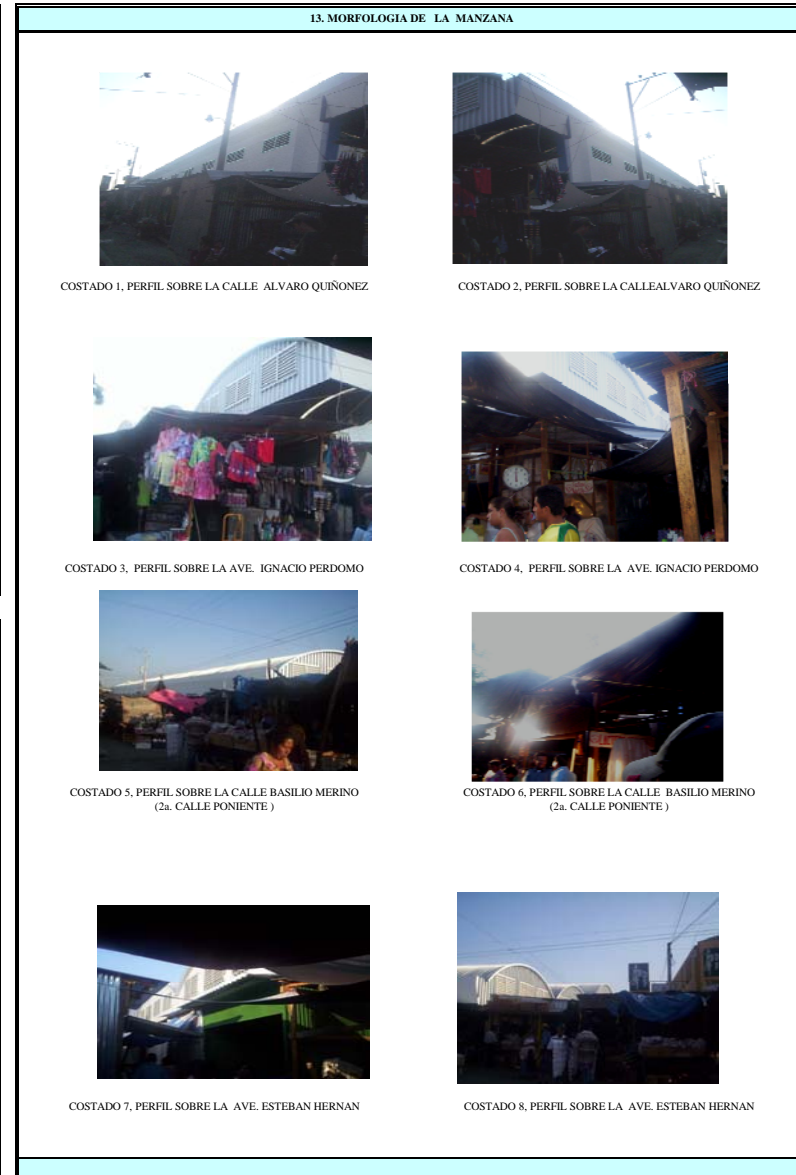 13. MORFOLOGIA DE LA MANZANA
COSTADO 1, PERFIL SOBRE LA CALLE ALVARO QUIÑONEZ
COSTADO 2, PERFIL SOBRE LA CALLEALVARO QUIÑONEZ
COSTADO 3, PERFIL SOBRE LA AVE. IGNACIO PERDOMO
COSTADO 4, PERFIL SOBRE LA AVE. IGNACIO PERDOMO
COSTADO 5, PERFIL SOBRE LA CALLE BASILIO MERINO
(2a. CALLE PONIENTE )
COSTADO 6, PERFIL SOBRE LA CALLE BASILIO MERINO
(2a. CALLE PONIENTE )
COSTADO 7, PERFIL SOBRE LA AVE. ESTEBAN HERNAN
COSTADO 8, PERFIL SOBRE LA AVE. ESTEBAN HERNAN